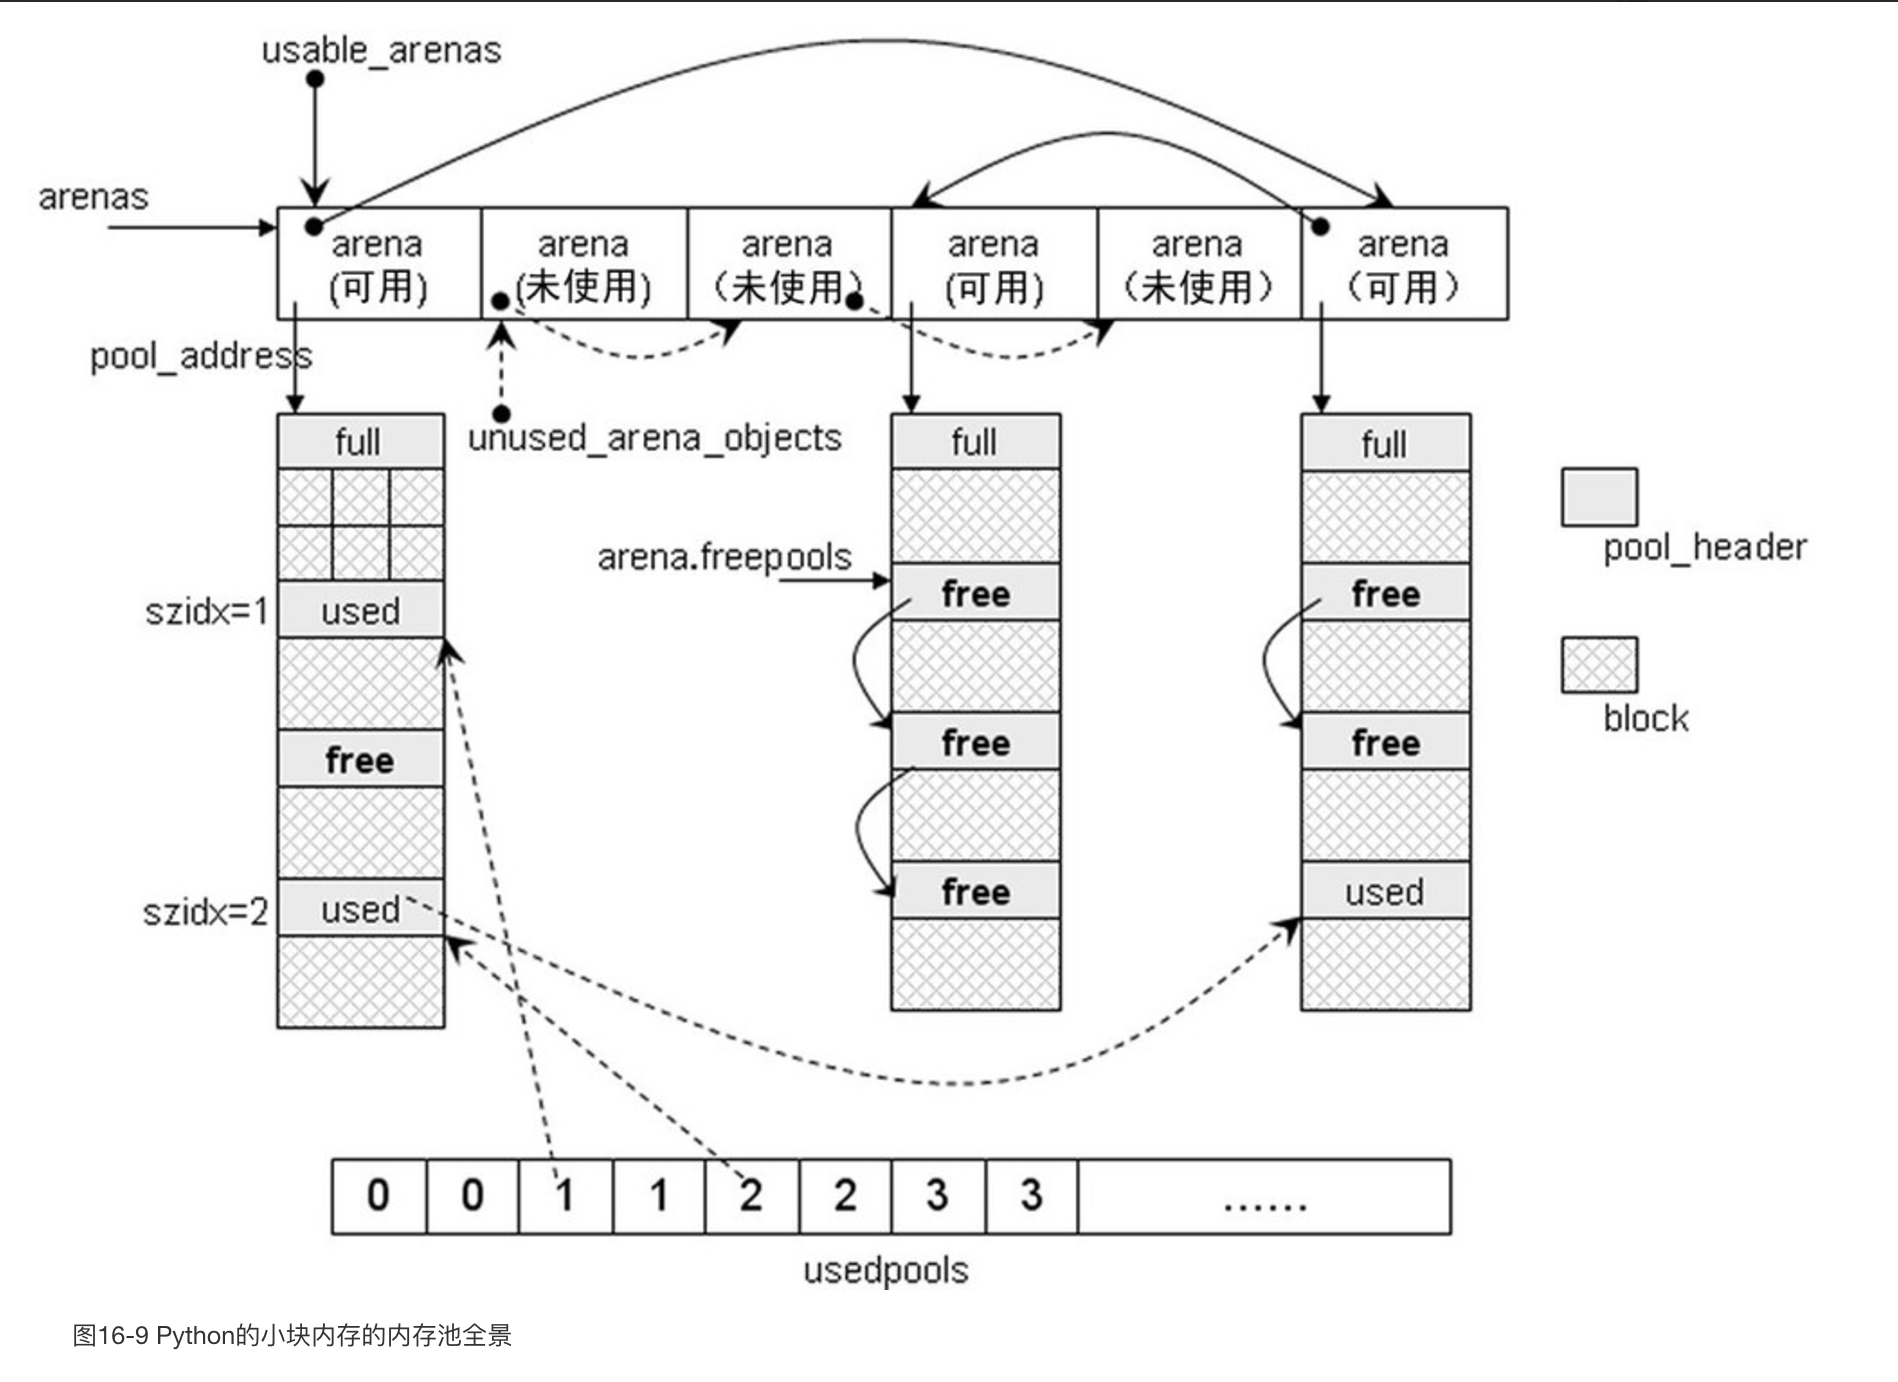 usable_arenas
arenas
arena
(可用)
arena
(未使用)
arena
（未使用）
arena
(可用)
arena
（未使用）
arena
（可用）
pool_address
unused_arena_objects
full
szidx=1
used
free
szidx=2
used
full
arena.freepools
free
free
free
full
free
free
used
pool_header
block
0 0 1 1 2 2 3 3 ......
usedpools
图16-9 Python的小块内存的内存池全景